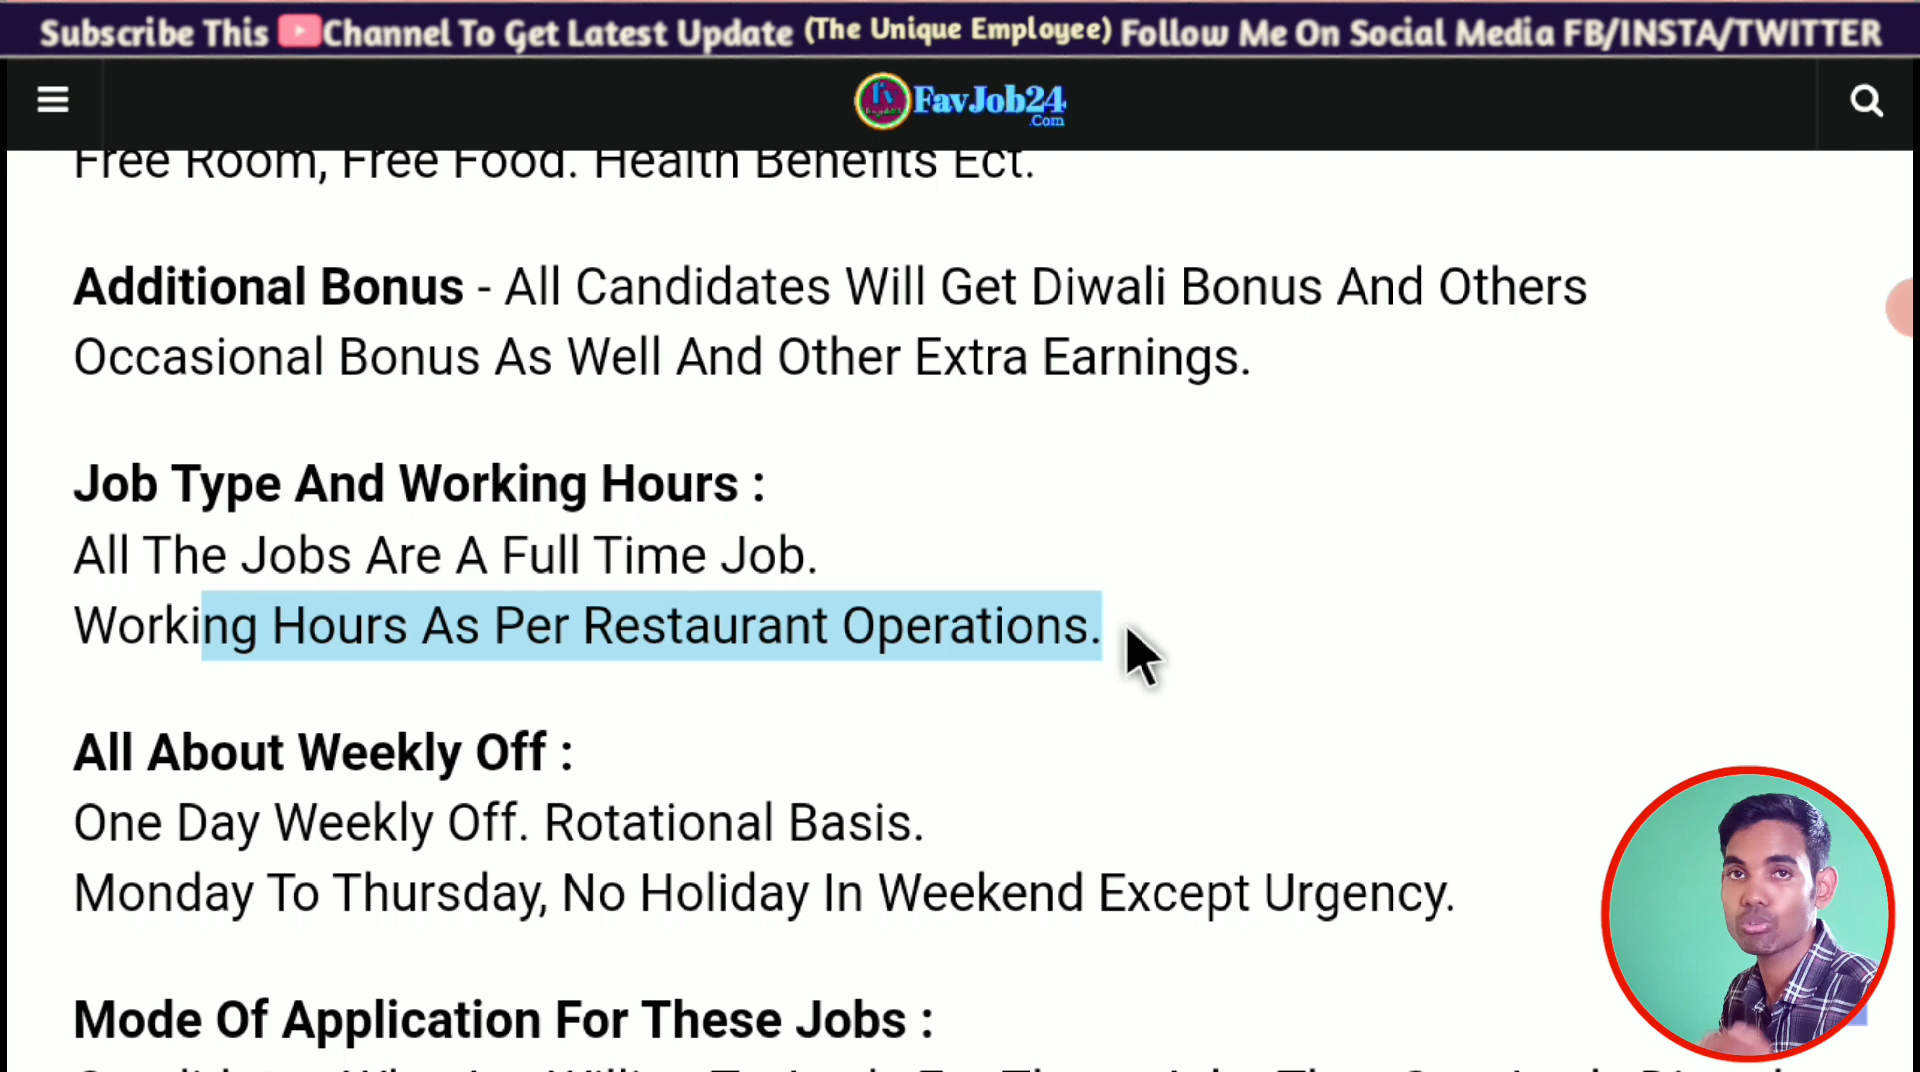 Subscribe This Channel To Get Latest Update (The Unique Employee) Follow Me On Social Media FB/INSTA/TWITTER
FavJob24
.Com
Free Room, Free Food. Health Benefits Ect.
Additional Bonus - All Candidates Will Get Diwali Bonus And Others
Occasional Bonus As Well And Other Extra Earnings.
Job Type And Working Hours :
All The Jobs Are A Full Time Job.
Working Hours As Per Restaurant Operations.
All About Weekly Off :
One Day Weekly Off. Rotational Basis.
Monday To Thursday, No Holiday In Weekend Except Urgency.
Mode Of Application For These Jobs :